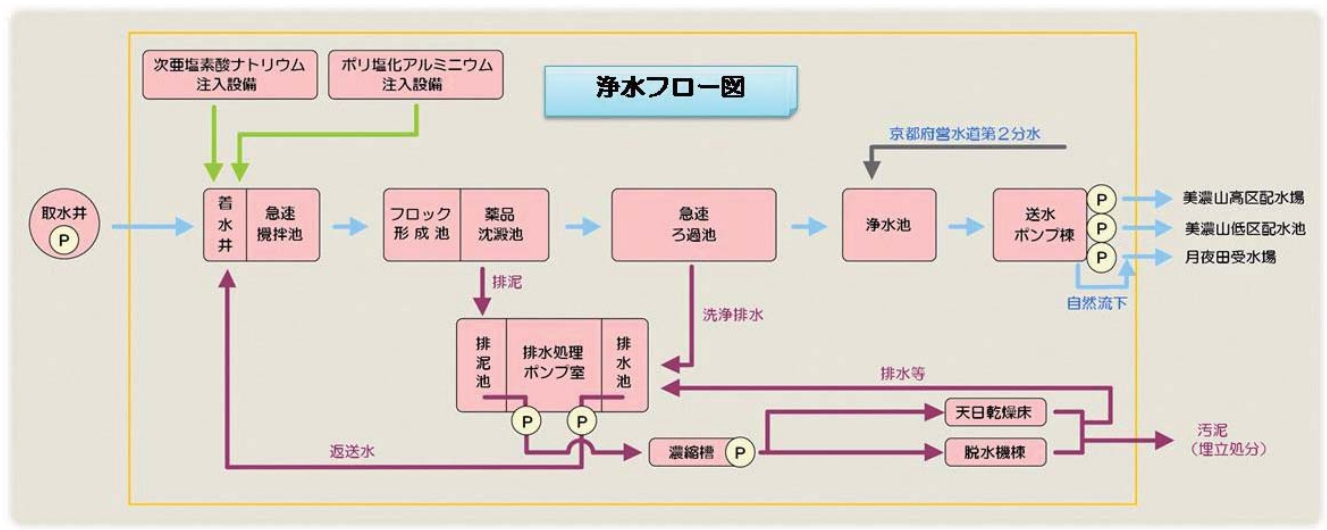 浄水フロー図
次亜塩素酸ナトリウム
注入設備
ポリ塩化アルミニウム
注入設備
京都府営水道第2分水
取水井
P
着水井
急速
攪拌池
フロック
形成池
薬品
沈澱池
急速
ろ過池
浄水池
送水
ポンプ棟
P
P
P
美濃山高区配水場
美濃山低区配水池
月夜田受水場
自然流下
排泥
洗浄排水
排泥池
排水処理
ポンプ室
排水池
P
P
排水等
返送水
濃縮槽
P
天日乾燥床
脱水機棟
汚泥
(埋立処分)